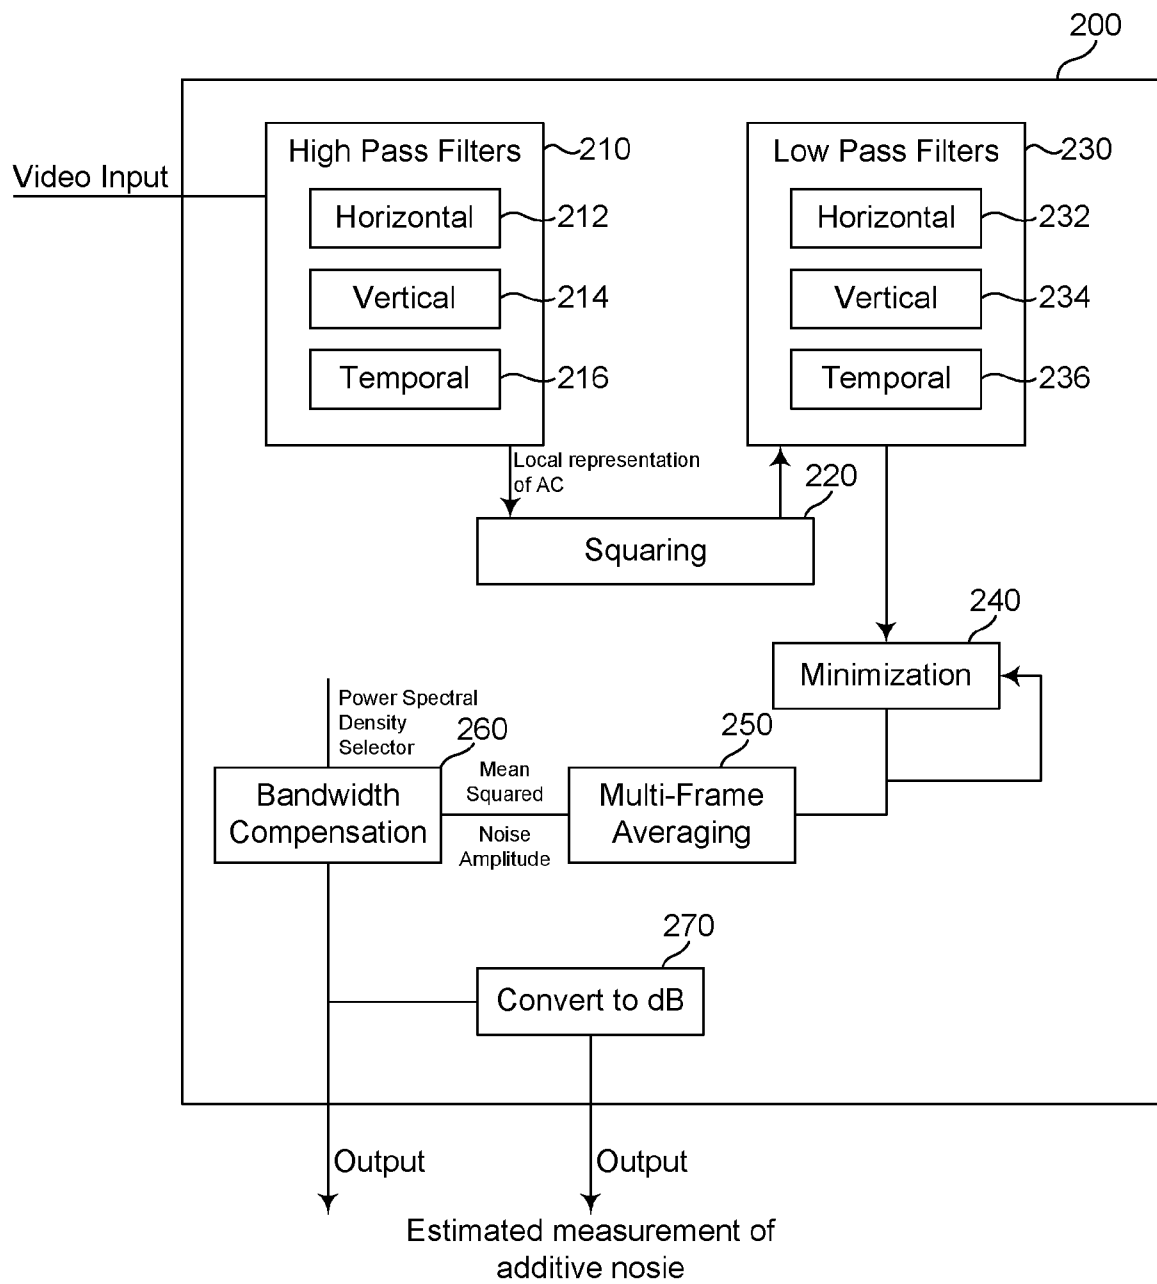 200
High Pass Filters
210
Low Pass Filters
230
Video Input
Horizontal
212
Horizontal
232
Vertical
214
Vertical
234
Temporal
216
Temporal
236
Local representation
of AC
220
Squaring
240
Minimization
Power Spectral
Density
Selector
260
250
Bandwidth
Compensation
Mean
Squared
Noise
Amplitude
Multi-Frame
Averaging
270
Convert to dB
Output
Output
Estimated measurement of
additive nosie